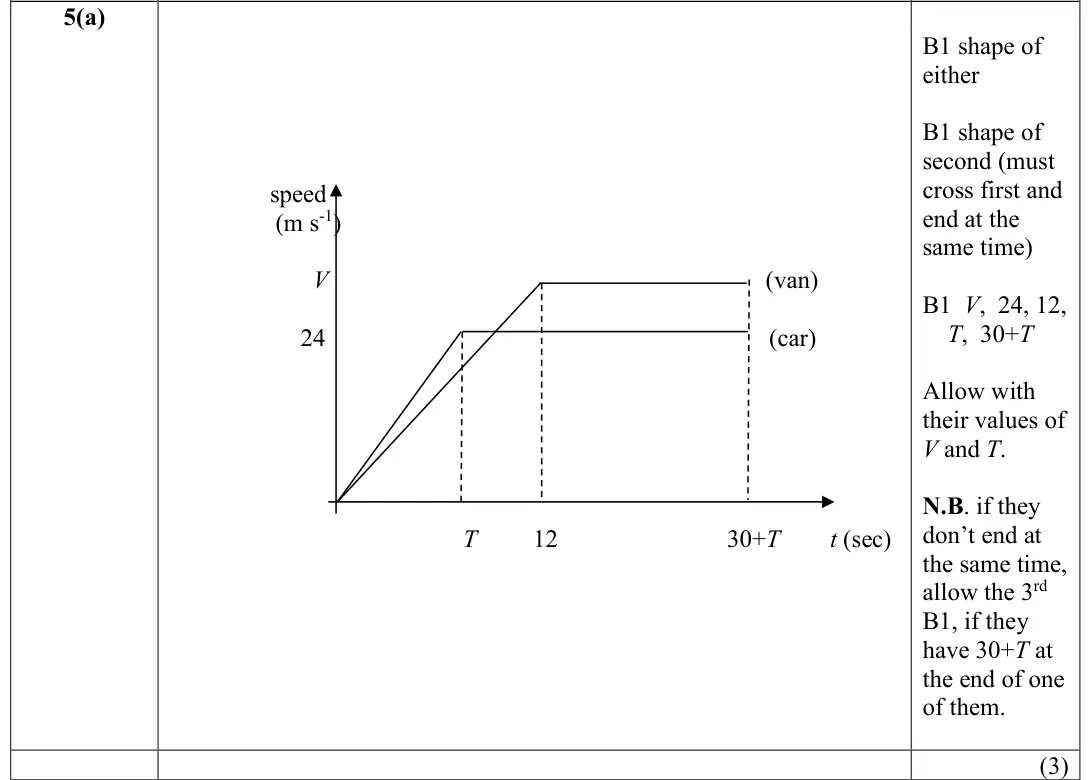 5(a)
speed
(m s⁻¹)
V
24
(van)
(car)
T 12 30+T t (sec)
B1 shape of
either
B1 shape of
second (must
cross first and
end at the
same time)
B1 V, 24, 12,
T, 30+T
Allow with
their values of
V and T.
N.B. if they
don’t end at
the same time,
allow the 3rd
B1, if they
have 30+T at
the end of one
of them.
(3)